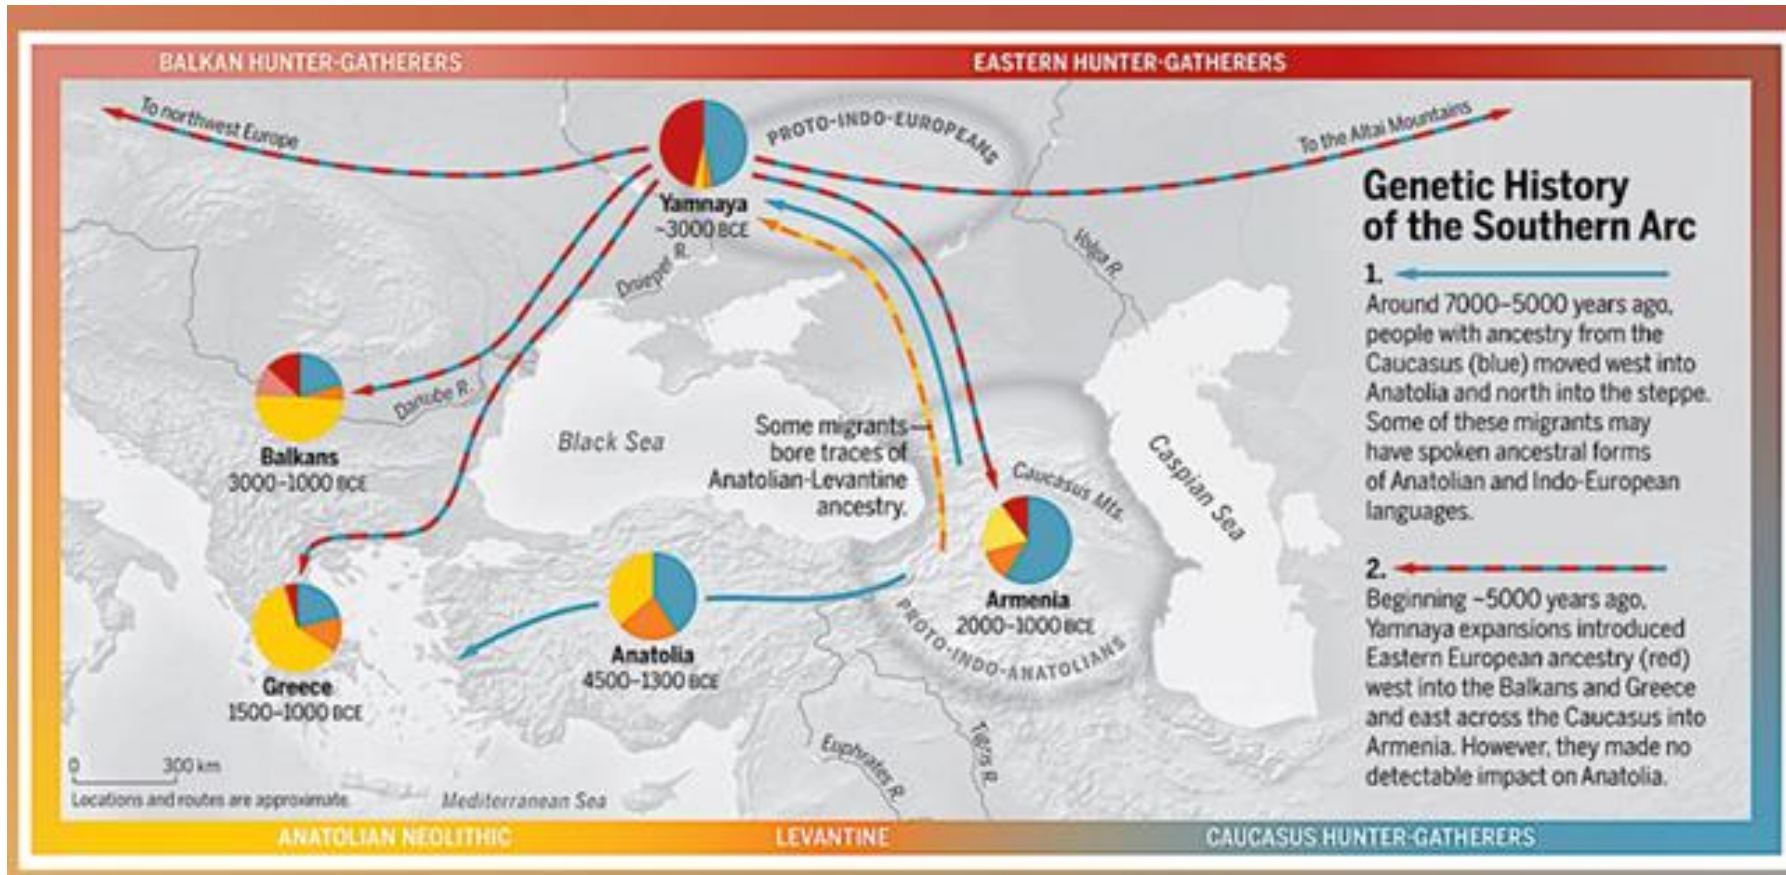 BALKAN HUNTER-GATHERERS
EASTERN HUNTER-GATHERERS
To northwest Europe
PROTO-INDO-EUROPEANS
To the Altai Mountains
Yamnaya
~3000 BCE
Dnieper R.
Volga R.
Genetic History
of the Southern Arc
1.
Around 7000–5000 years ago,
people with ancestry from the
Caucasus (blue) moved west into
Anatolia and north into the steppe.
Some of these migrants may
have spoken ancestral forms
of Anatolian and Indo-European
languages.
2.
Beginning ~5000 years ago,
Yamnaya expansions introduced
Eastern European ancestry (red)
west into the Balkans and Greece
and east across the Caucasus into
Armenia. However, they made no
detectable impact on Anatolia.
Danube R.
Balkans
3000–1000 BCE
Black Sea
Some migrants
bore traces of
Anatolian-Levantine
ancestry.
Caucasus Mts.
Caspian Sea
Armenia
2000–1000 BCE
PROTO-INDO-ANATOLIANS
Anatolia
4500–1300 BCE
Greece
1500–1000 BCE
Euphrates R.
Tigris R.
0 300 km
Locations and routes are approximate.
Mediterranean Sea
ANATOLIAN NEOLITHIC
LEVANTINE
CAUCASUS HUNTER-GATHERERS